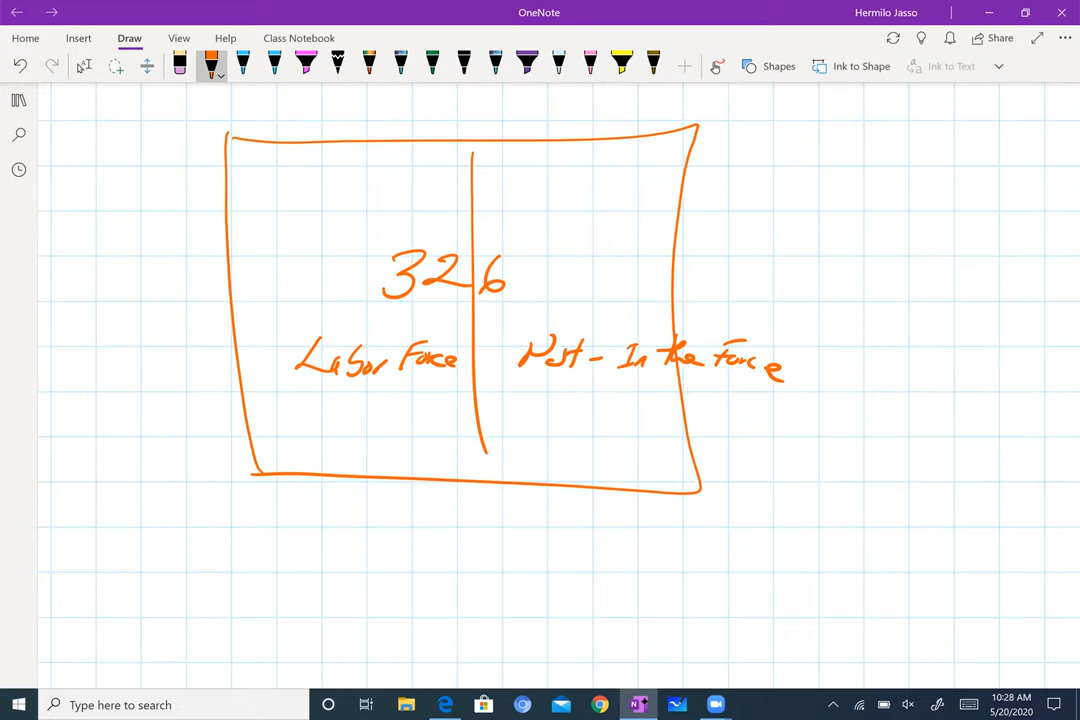 OneNote
Hermilo Jasso
Home Insert Draw View Help Class Notebook
Share
Shapes Ink to Shape Ink to Text
326
Labor Force Not - In the Force
Type here to search
10:28 AM
5/20/2020